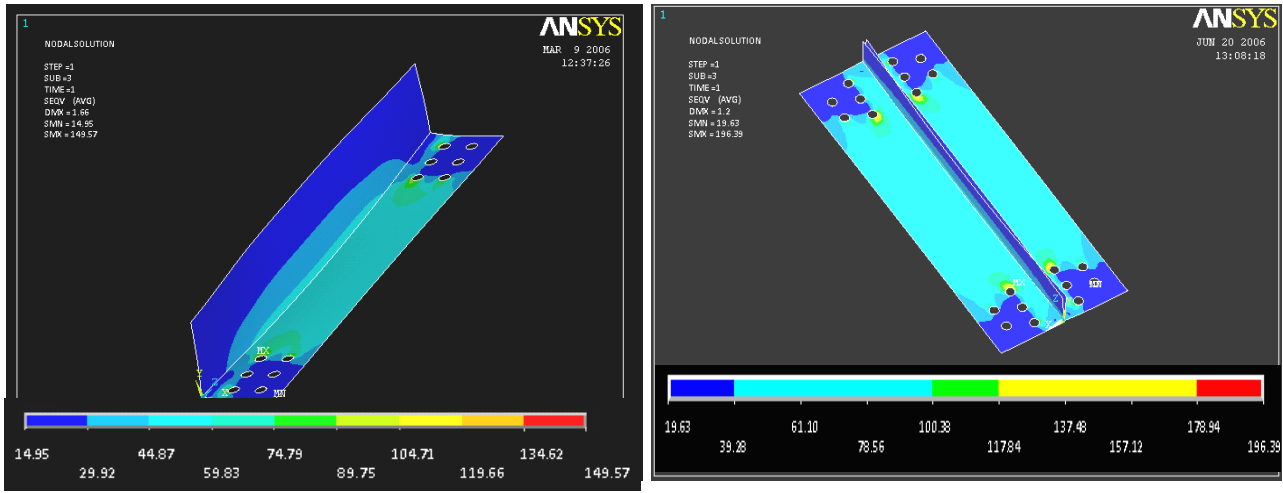 1
ANSYS
MAR 9 2006
12:37:26
NODAL SOLUTION
STEP =1
SUB =3
TIME =1
SEQV (AVG)
DMX = 1.66
SMN = 14.95
SMX = 149.57
MX
MN
Y
Z
X
14.95 44.87 74.79 104.71 134.62
29.92 59.83 89.75 119.66 149.57
1
ANSYS
JUN 20 2006
13:08:18
NODAL SOLUTION
STEP =1
SUB =3
TIME =1
SEQV (AVG)
DMX = 1.2
SMN = 19.63
SMX = 196.39
MX
MN
Z
X
19.63 61.10 100.38 137.48 178.94
39.28 78.56 117.84 157.12 196.39